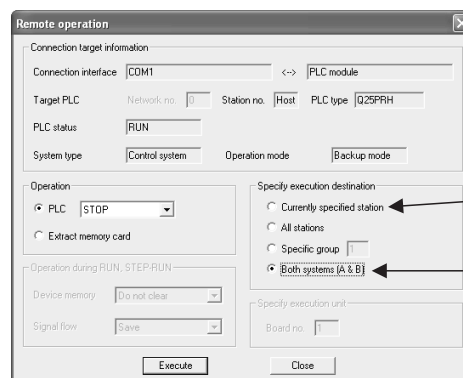 Remote operation
Connection target information
Connection interface COM1 <--> PLC module
Target PLC Network no. 0 Station no. Host PLC type Q25PRH
PLC status RUN
System type Control system Operation mode Backup mode
Operation
PLC STOP
Extract memory card
Specify execution destination
Currently specified station
All stations
Specific group 1
Both systems (A & B)
Operation during RUN, STEP-RUN
Device memory Do not clear
Signal flow Save
Specify execution unit
Board no. 1
Execute Close